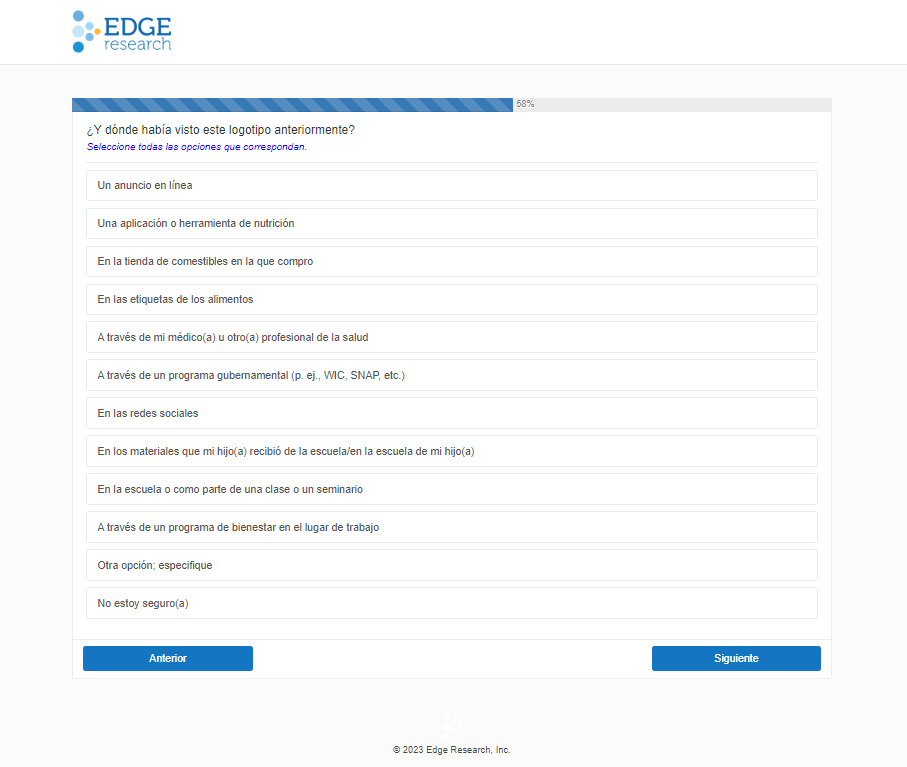 EDGE
research
58%
¿Y dónde había visto este logotipo anteriormente?
Seleccione todas las opciones que correspondan.
Un anuncio en línea
Una aplicación o herramienta de nutrición
En la tienda de comestibles en la que compro
En las etiquetas de los alimentos
A través de mi médico(a) u otro(a) profesional de la salud
A través de un programa gubernamental (p. ej., WIC, SNAP, etc.)
En las redes sociales
En los materiales que mi hijo(a) recibió de la escuela/en la escuela de mi hijo(a)
En la escuela o como parte de una clase o un seminario
A través de un programa de bienestar en el lugar de trabajo
Otra opción; especifique
No estoy seguro(a)
Anterior
Siguiente
© 2023 Edge Research, Inc.